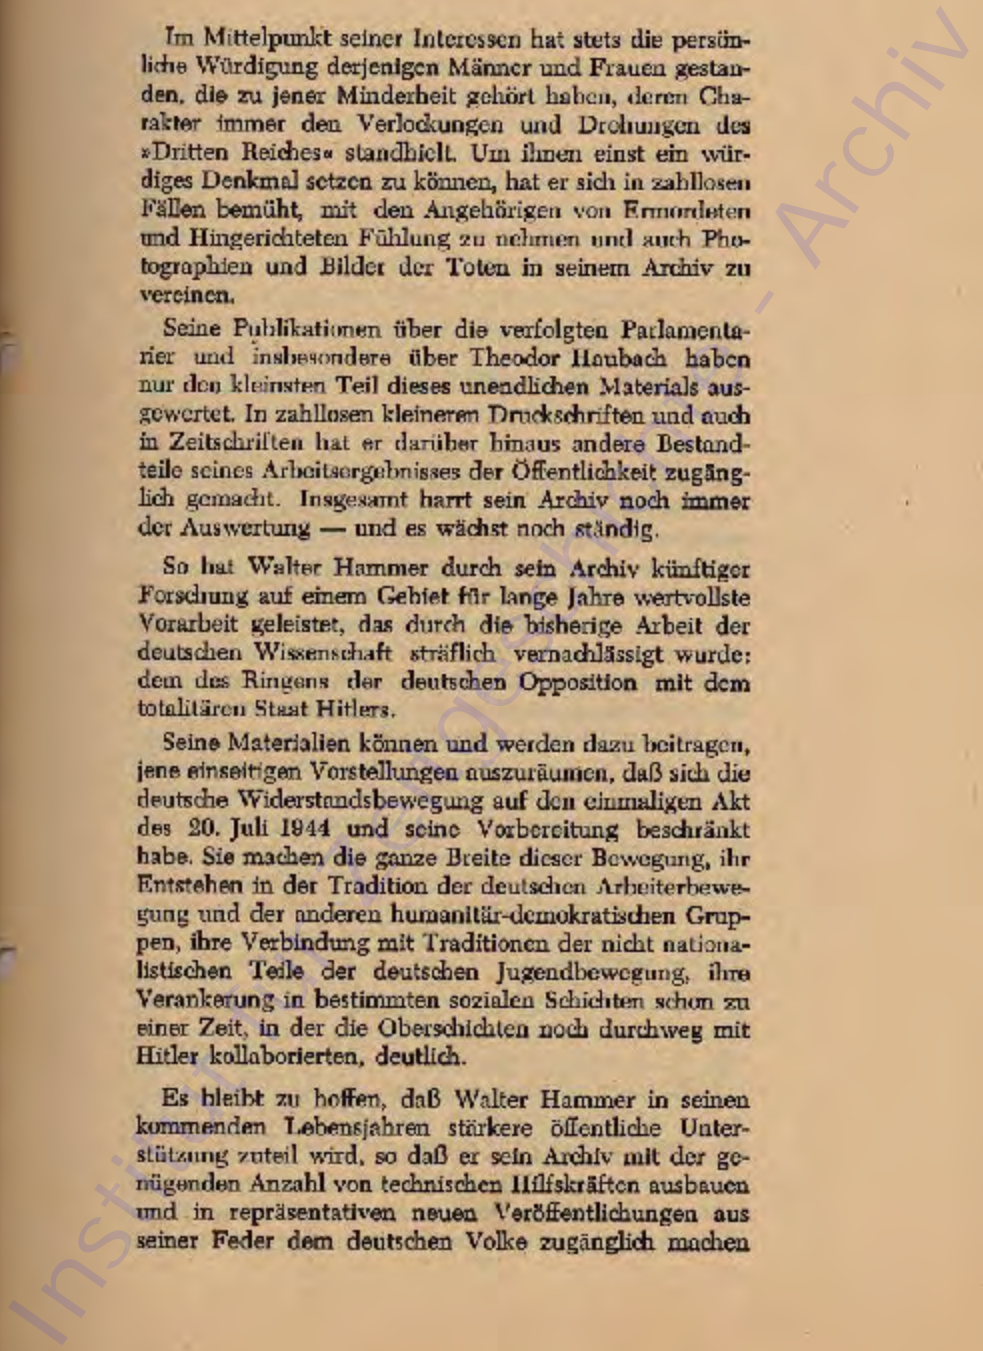 Im Mittelpunkt seiner Interessen hat stets die persön-
liche Würdigung derjenigen Männer und Frauen gestan-
den, die zu jener Minderheit gehört haben, deren Cha-
rakter immer den Verlockungen und Drohungen des
»Dritten Reiches« standhielt. Um ihnen einst ein wür-
diges Denkmal setzen zu können, hat er sich in zahllosen
Fällen bemüht, mit den Angehörigen von Ermordeten
und Hingerichteten Fühlung zu nehmen und auch Pho-
tographien und Bilder der Toten in seinem Archiv zu
vereinen.
Seine Publikationen über die verfolgten Parlamenta-
rier und insbesondere über Theodor Haubach haben
nur den kleinsten Teil dieses unendlichen Materials aus-
gewertet. In zahllosen kleineren Druckschriften und auch
in Zeitschriften hat er darüber hinaus andere Bestand-
teile seines Arbeitsergebnisses der Öffentlichkeit zugäng-
lich gemacht. Insgesamt harrt sein Archiv noch immer
der Auswertung — und es wächst noch ständig.
So hat Walter Hammer durch sein Archiv künftiger
Forschung auf einem Gebiet für lange Jahre wertvollste
Vorarbeit geleistet, das durch die bisherige Arbeit der
deutschen Wissenschaft sträflich vernachlässigt wurde:
dem des Ringens der deutschen Opposition mit dem
totalitären Staat Hitlers.
Seine Materialien können und werden dazu beitragen,
jene einseitigen Vorstellungen auszuräumen, daß sich die
deutsche Widerstandsbewegung auf den einmaligen Akt
des 20. Juli 1944 und seine Vorbereitung beschränkt
habe. Sie machen die ganze Breite dieser Bewegung, ihr
Entstehen in der Tradition der deutschen Arbeiterbewe-
gung und der anderen humanitär-demokratischen Grup-
pen, ihre Verbindung mit Traditionen der nicht nationa-
listischen Teile der deutschen Jugendbewegung, ihre
Verankerung in bestimmten sozialen Schichten schon zu
einer Zeit, in der die Oberschichten noch durchweg mit
Hitler kollaborierten, deutlich.
Es bleibt zu hoffen, daß Walter Hammer in seinen
kommenden Lebensjahren stärkere öffentliche Unter-
stützung zuteil wird, so daß er sein Archiv mit der ge-
nügenden Anzahl von technischen Hilfskräften ausbauen
und in repräsentativen neuen Veröffentlichungen aus
seiner Feder dem deutschen Volke zugänglich machen
Institut für Zeitgeschichte - Archiv